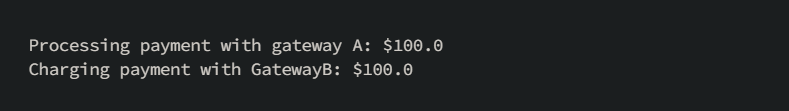 Processing payment with gateway A: $100.0
Charging payment with GatewayB: $100.0